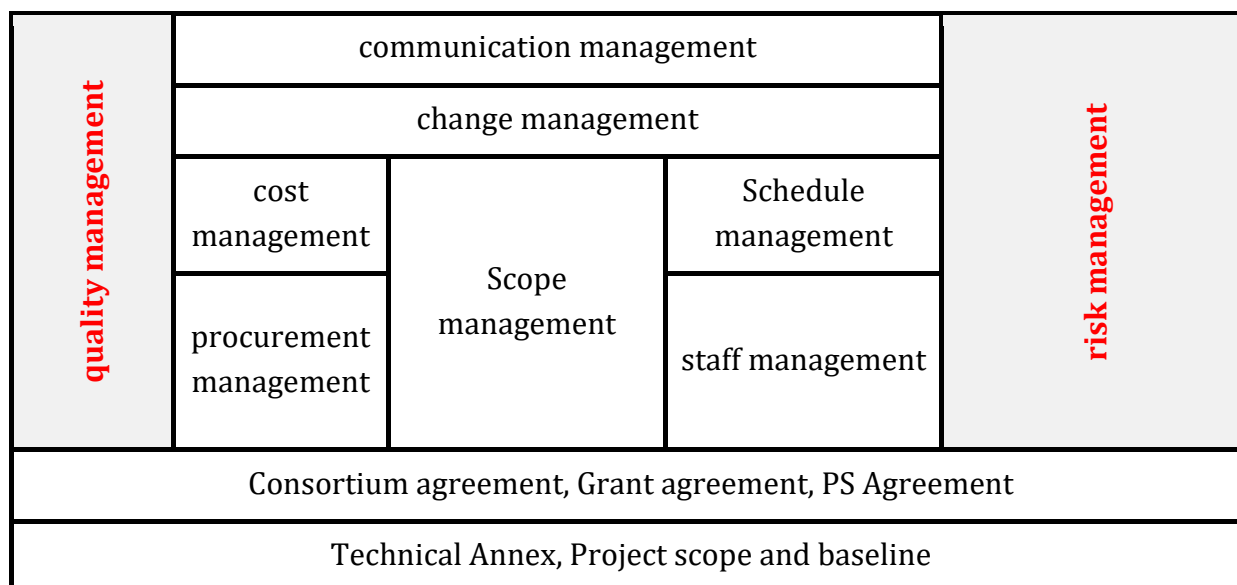 quality management
communication management
change management
cost
management
Scope
management
Schedule
management
procurement
management
staff management
risk management
Consortium agreement, Grant agreement, PS Agreement
Technical Annex, Project scope and baseline